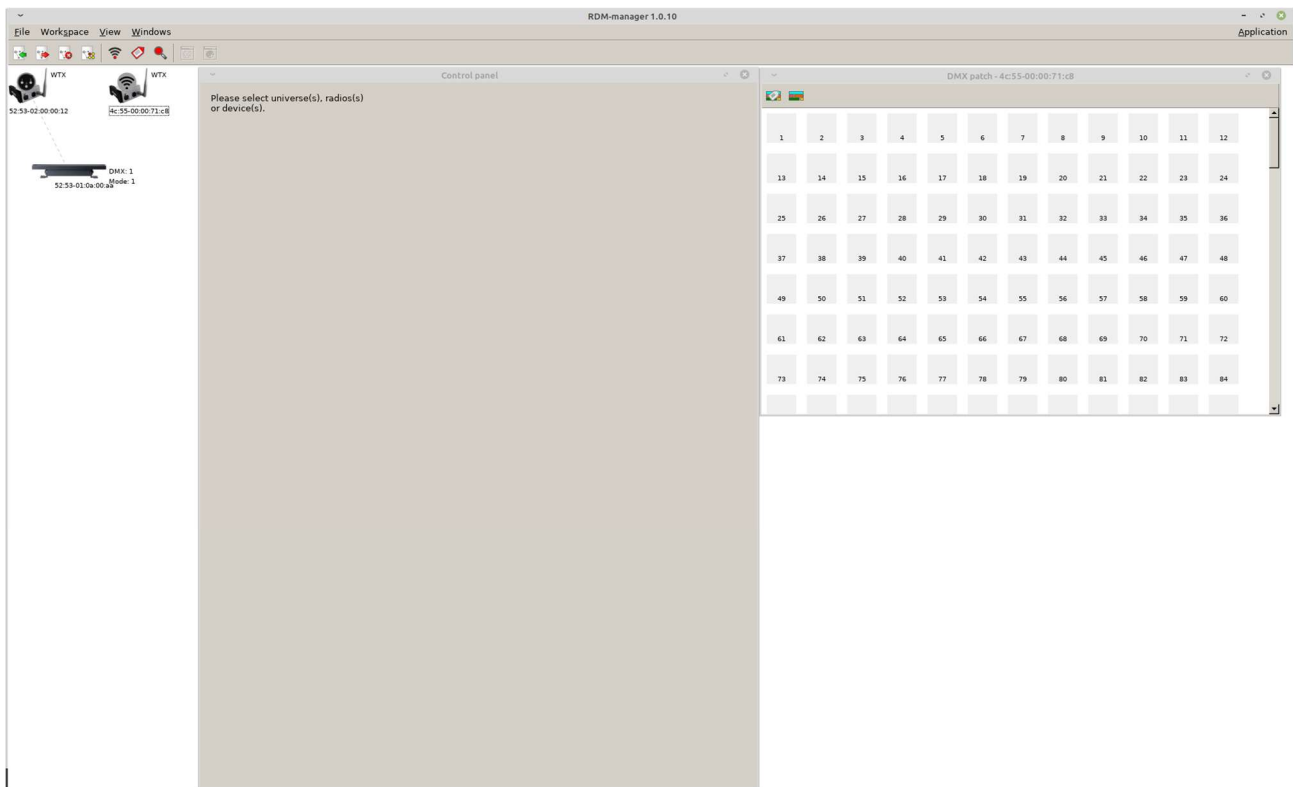 RDM-manager 1.0.10
File Workspace View Windows Application
WTX WTX
52:53-02:00:00:12 4c:55-00:00:71:c8
DMX: 1
Mode: 1
52:53-01:0a:00:aa
Control panel
Please select universe(s), radios(s)
or device(s).
DMX patch - 4c:55-00:00:71:c8
1 2 3 4 5 6 7 8 9 10 11 12
13 14 15 16 17 18 19 20 21 22 23 24
25 26 27 28 29 30 31 32 33 34 35 36
37 38 39 40 41 42 43 44 45 46 47 48
49 50 51 52 53 54 55 56 57 58 59 60
61 62 63 64 65 66 67 68 69 70 71 72
73 74 75 76 77 78 79 80 81 82 83 84